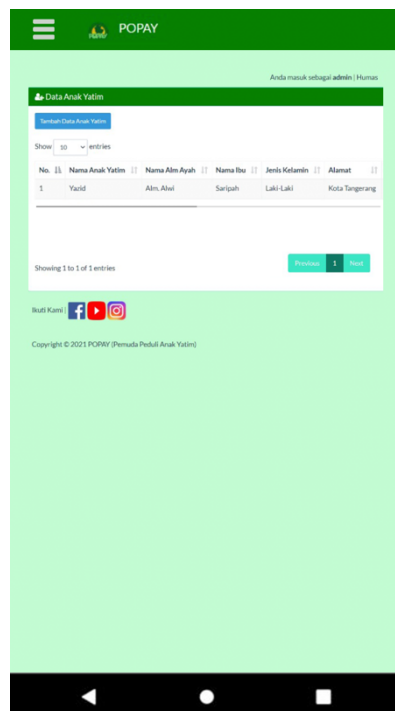 POPAY
Anda masuk sebagai admin | Humas
Data Anak Yatim
Tambah Data Anak Yatim
Show 10 entries
No. Nama Anak Yatim Nama Alm Ayah Nama Ibu Jenis Kelamin Alamat
1 Yazid Alm. Alwi Saripah Laki-Laki Kota Tangerang
Showing 1 to 1 of 1 entries
Previous 1 Next
Ikuti Kami |
Copyright © 2021 POPAY (Pemuda Peduli Anak Yatim)